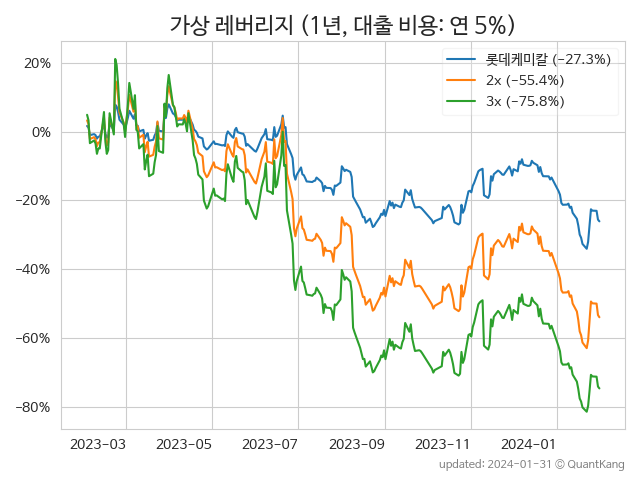 가상 레버리지 (1년, 대출 비용: 연 5%)
롯데케미칼 (−27.3%)
2x (−55.4%)
3x (−75.8%)
20%
0%
−20%
−40%
−60%
−80%
2023-03 2023-05 2023-07 2023-09 2023-11 2024-01
updated: 2024-01-31 © QuantKang